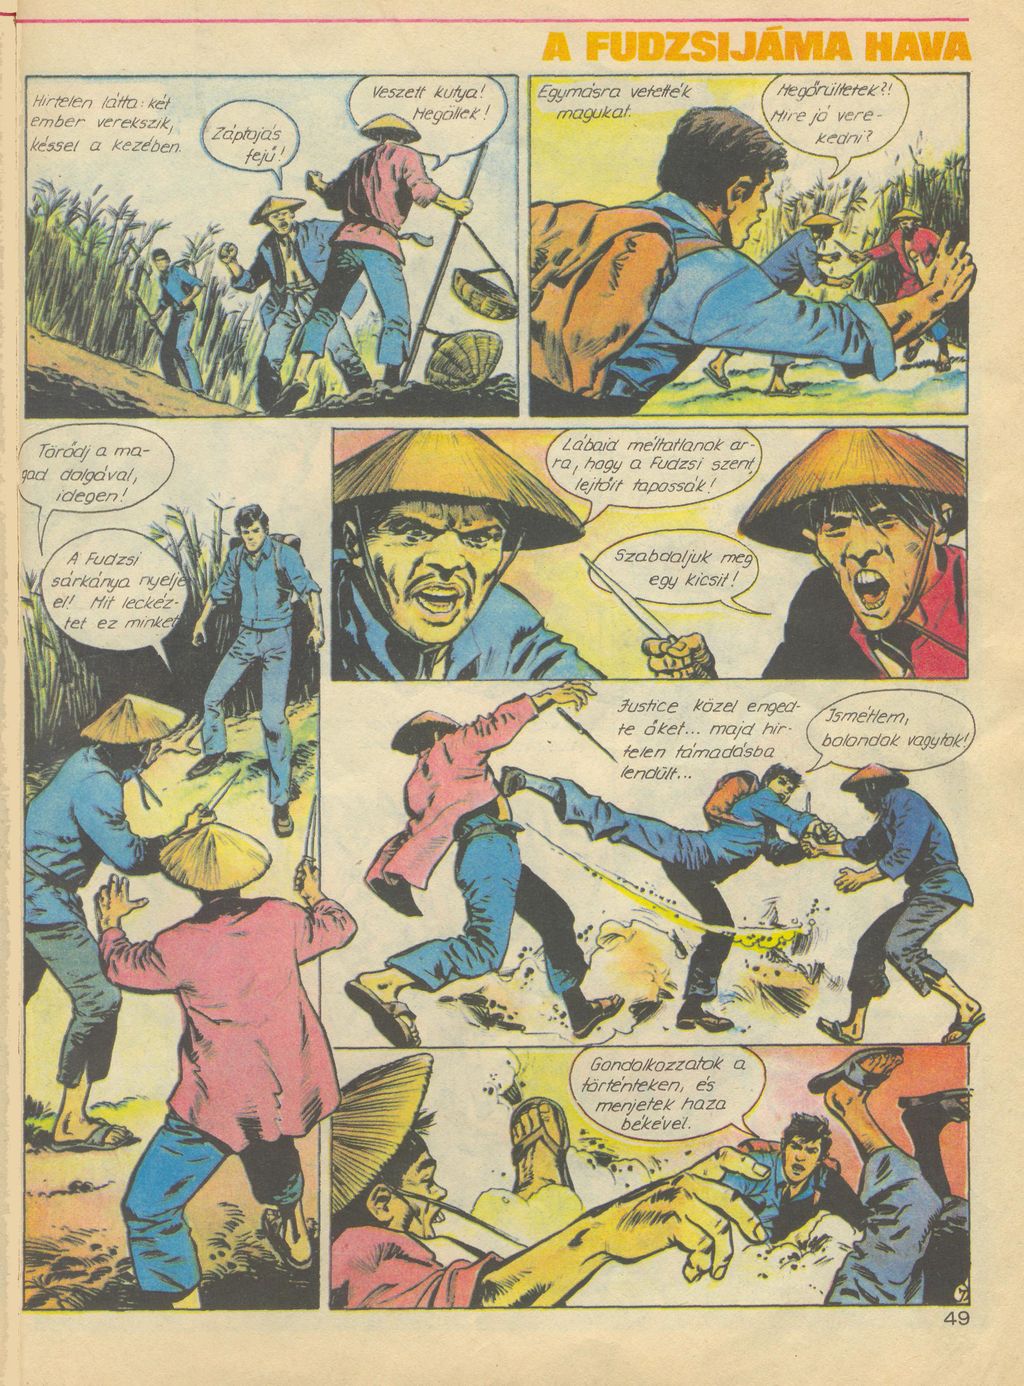 A FUDZSIJÁMA HAVA
Hirtelen látta: két
ember verekszik,
késsel a kezében.
Záptojás
fejű!
Veszett kutya!
Megöllek!
Egymásra vetették
magukat.
Megőrültetek?!
Mire jó vere-
kedni?
Törődj a ma-
gad dolgával,
idegen!
A Fudzsi
sárkánya nyelje
el! Mit leckéz-
tet ez minket
Lábaid méltatlanok ar-
ra, hogy a Fudzsi szent
lejtőit tapossák!
Szabdaljuk meg
egy kicsit!
Justice közel enged-
te őket... majd hir-
telen támadásba
lendült...
Ismétlem,
bolondok vagytok!
Gondolkozzatok a
történteken, és
menjetek haza
békével.
7
49